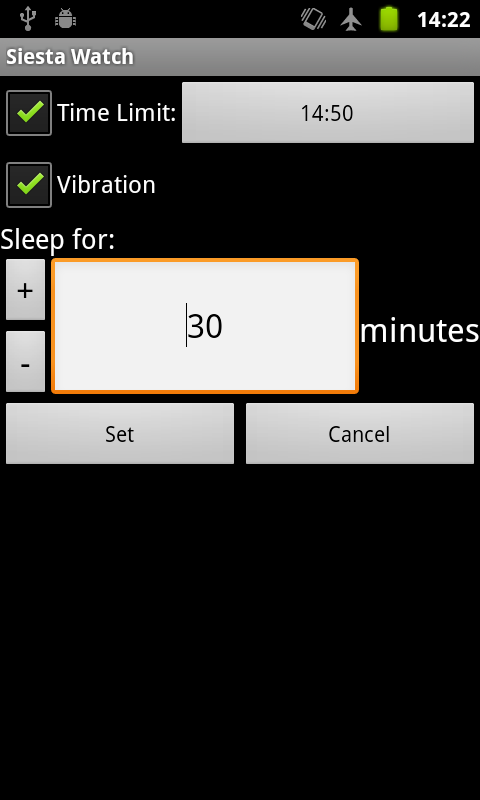 14:22
Siesta Watch
Time Limit: 14:50
Vibration
Sleep for:
+
30 minutes
-
Set Cancel